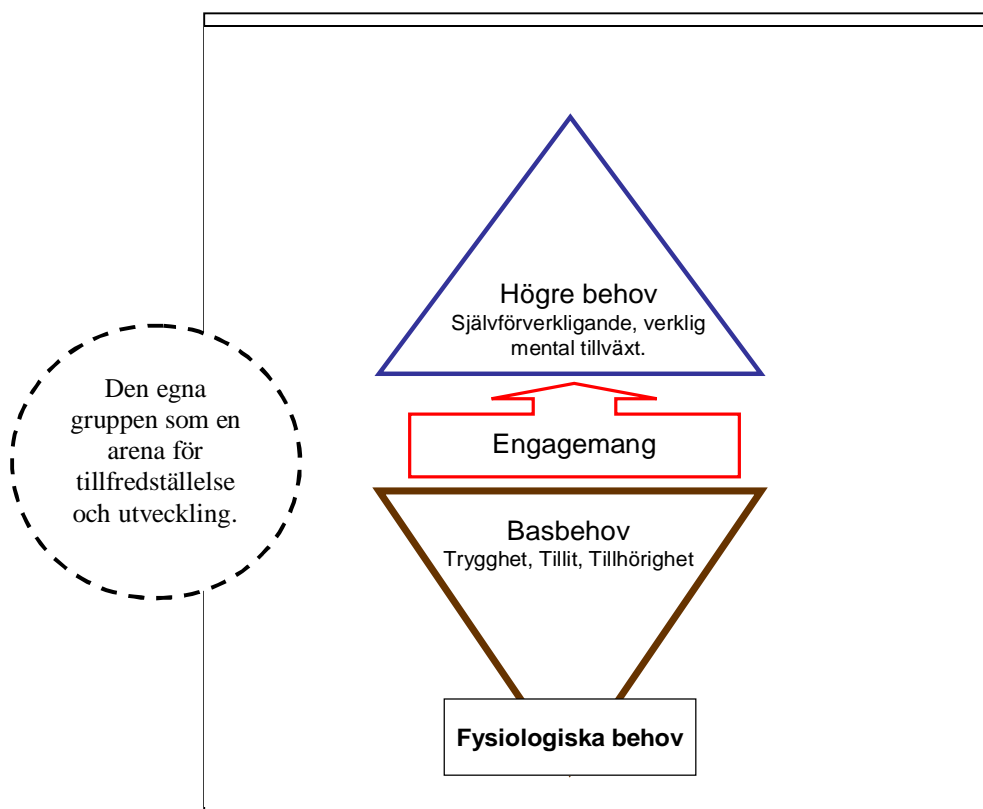 Högre behov
Självförverkligande, verklig
mental tillväxt.
Den egna
gruppen som en
arena för
tillfredställelse
och utveckling.
Engagemang
Basbehov
Trygghet, Tillit, Tillhörighet
Fysiologiska behov